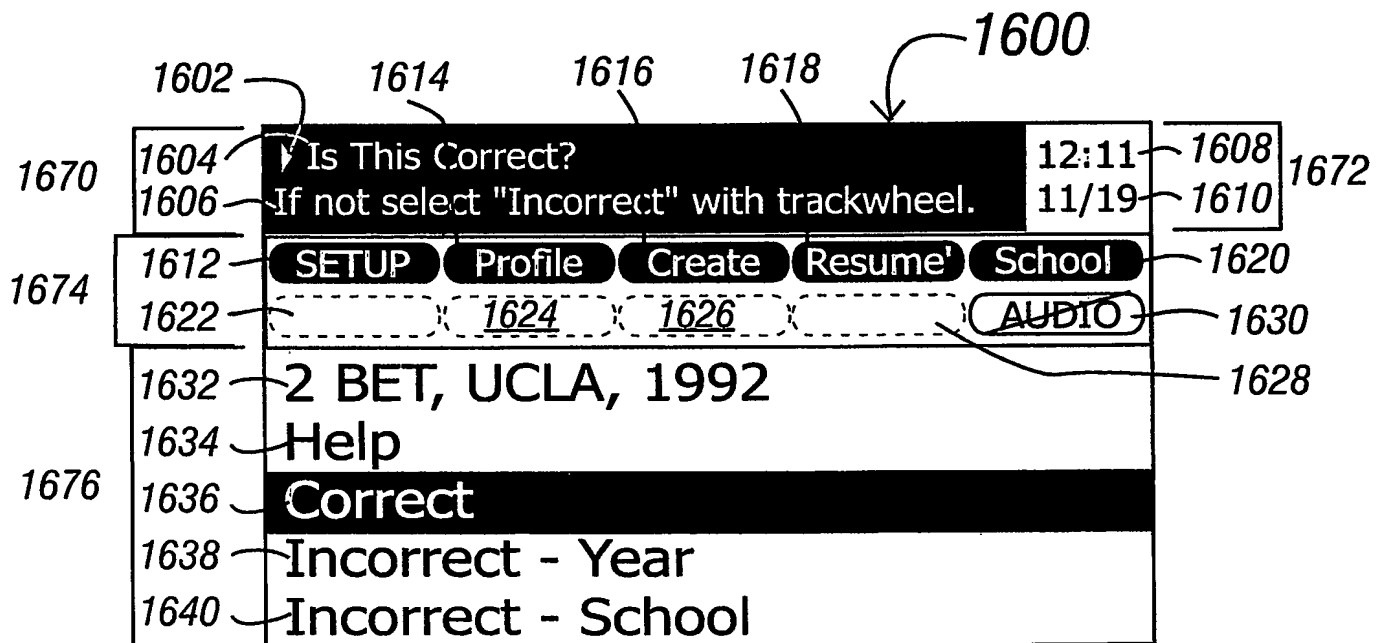 1600
1602 1614 1616 1618
1670 1604 Is This Correct? 12:11 1608 1672
1606 If not select "Incorrect" with trackwheel. 11/19 1610
1674 1612 SETUP Profile Create Resume' School 1620
1622 1624 1626 AUDIO 1630
1632 2 BET, UCLA, 1992 1628
1634 Help
1676 1636 Correct
1638 Incorrect - Year
1640 Incorrect - School